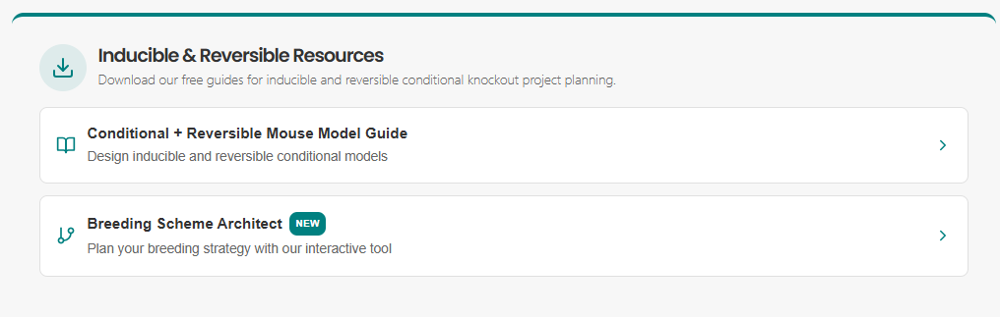 Inducible & Reversible Resources
Download our free guides for inducible and reversible conditional knockout project planning.
Conditional + Reversible Mouse Model Guide
Design inducible and reversible conditional models
Breeding Scheme Architect NEW
Plan your breeding strategy with our interactive tool